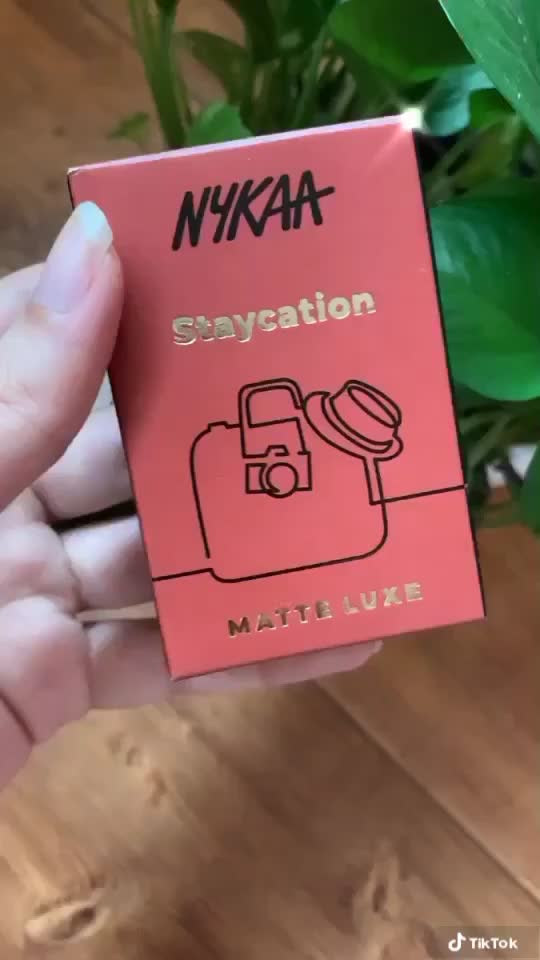 NYKAA
Staycation
MATTE LUXE
TikTok